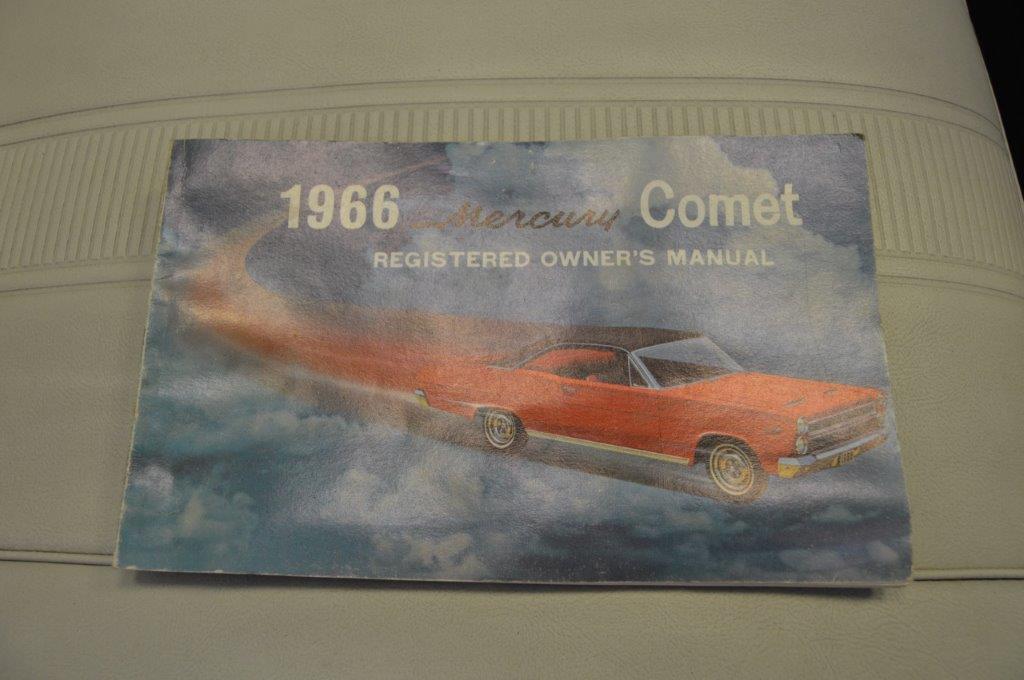 1966 Mercury Comet
REGISTERED OWNER'S MANUAL